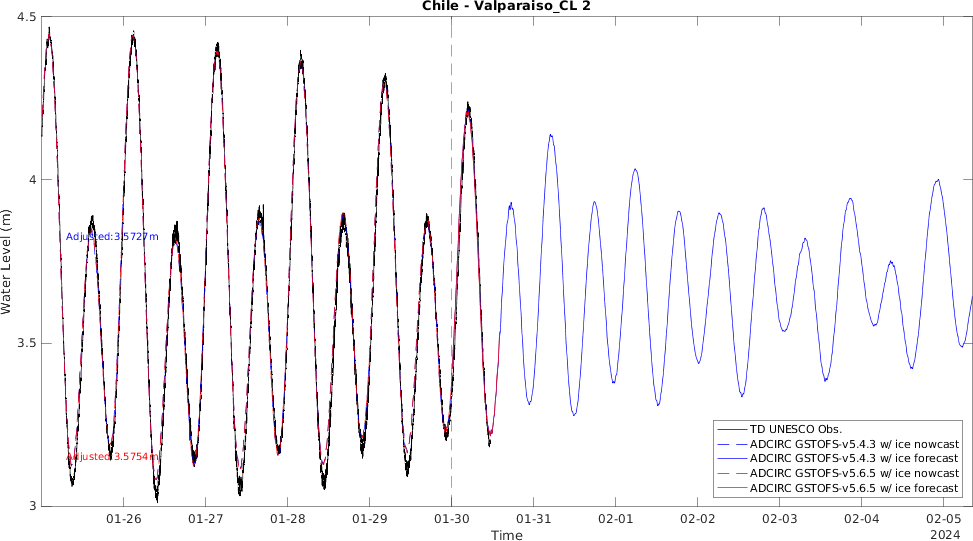 Chile - Valparaiso_CL 2
4.5
4
3.5
3
Water Level (m)
Adjusted:3.5727m
Adjusted:3.5754m
TD UNESCO Obs.
ADCIRC GSTOFS-v5.4.3 w/ ice nowcast
ADCIRC GSTOFS-v5.4.3 w/ ice forecast
ADCIRC GSTOFS-v5.6.5 w/ ice nowcast
ADCIRC GSTOFS-v5.6.5 w/ ice forecast
01-26 01-27 01-28 01-29 01-30 01-31 02-01 02-02 02-03 02-04 02-05
Time
2024